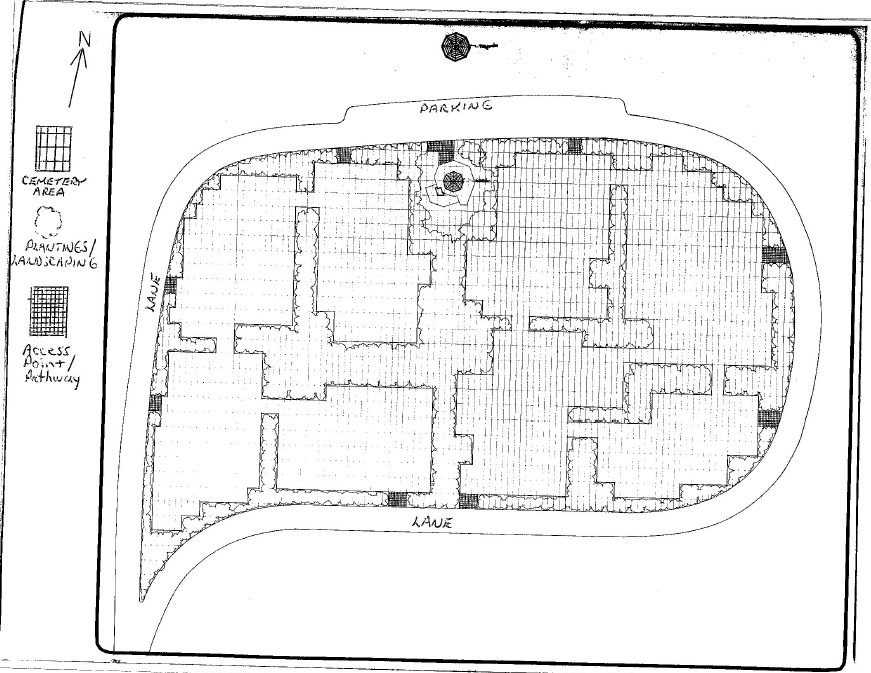 N
PARKING
CEMETERY
AREA
PLANTINGS/
LANDSCAPING
LANE
Access
Point/
Pathway
LANE